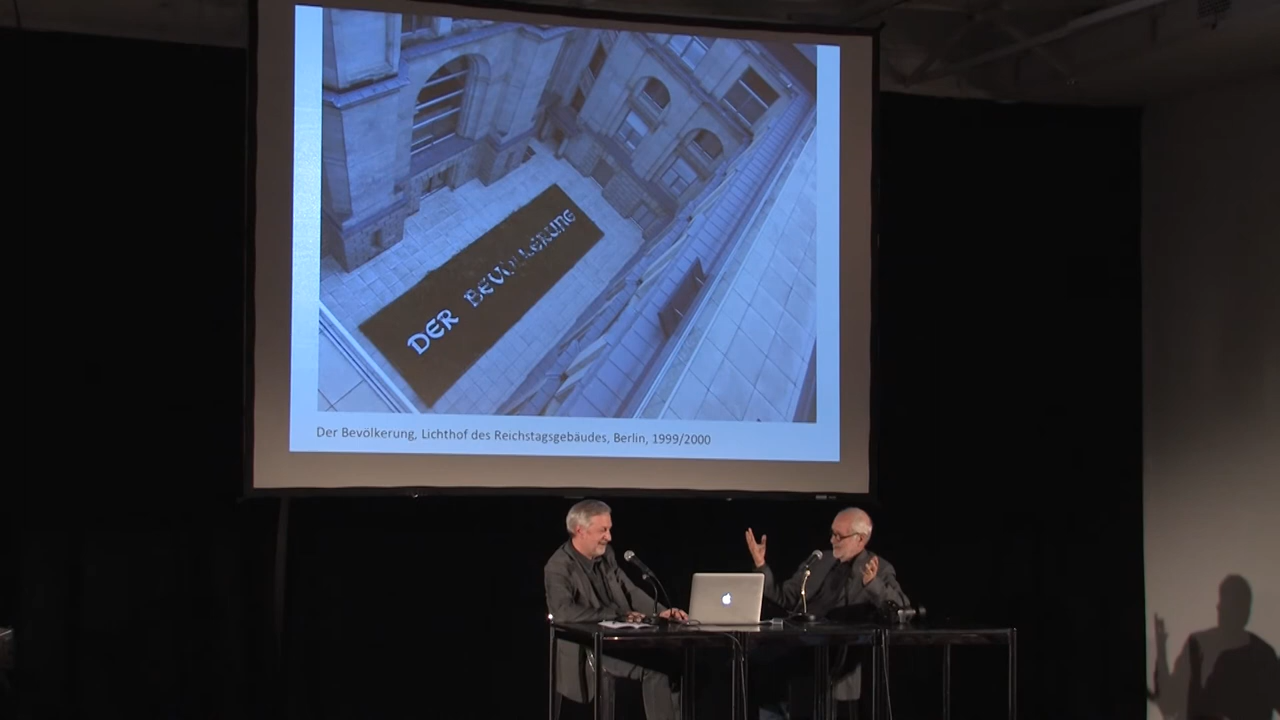 DER BEVÖLKERUNG
Der Bevölkerung, Lichthof des Reichstagsgebäudes, Berlin, 1999/2000